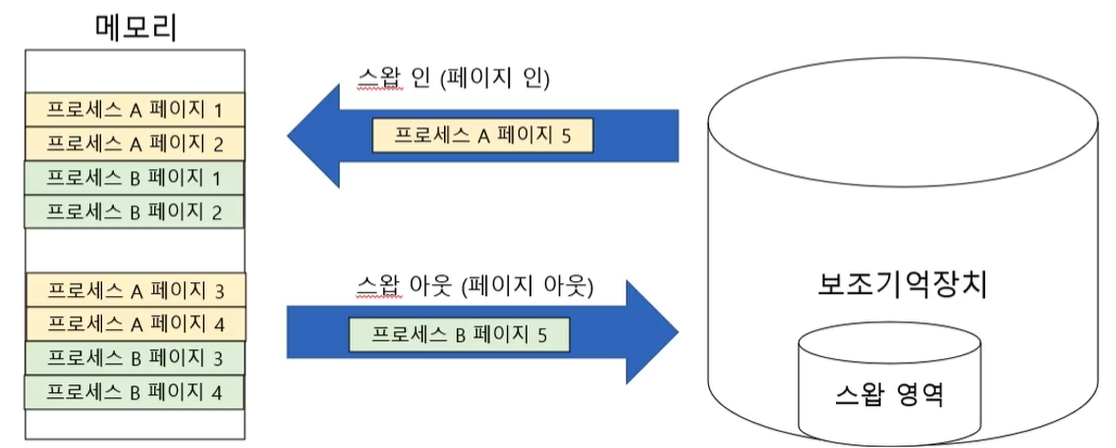 메모리
프로세스 A 페이지 1
프로세스 A 페이지 2
프로세스 B 페이지 1
프로세스 B 페이지 2
프로세스 A 페이지 3
프로세스 A 페이지 4
프로세스 B 페이지 3
프로세스 B 페이지 4
스왑 인 (페이지 인)
프로세스 A 페이지 5
스왑 아웃 (페이지 아웃)
프로세스 B 페이지 5
보조기억장치
스왑 영역